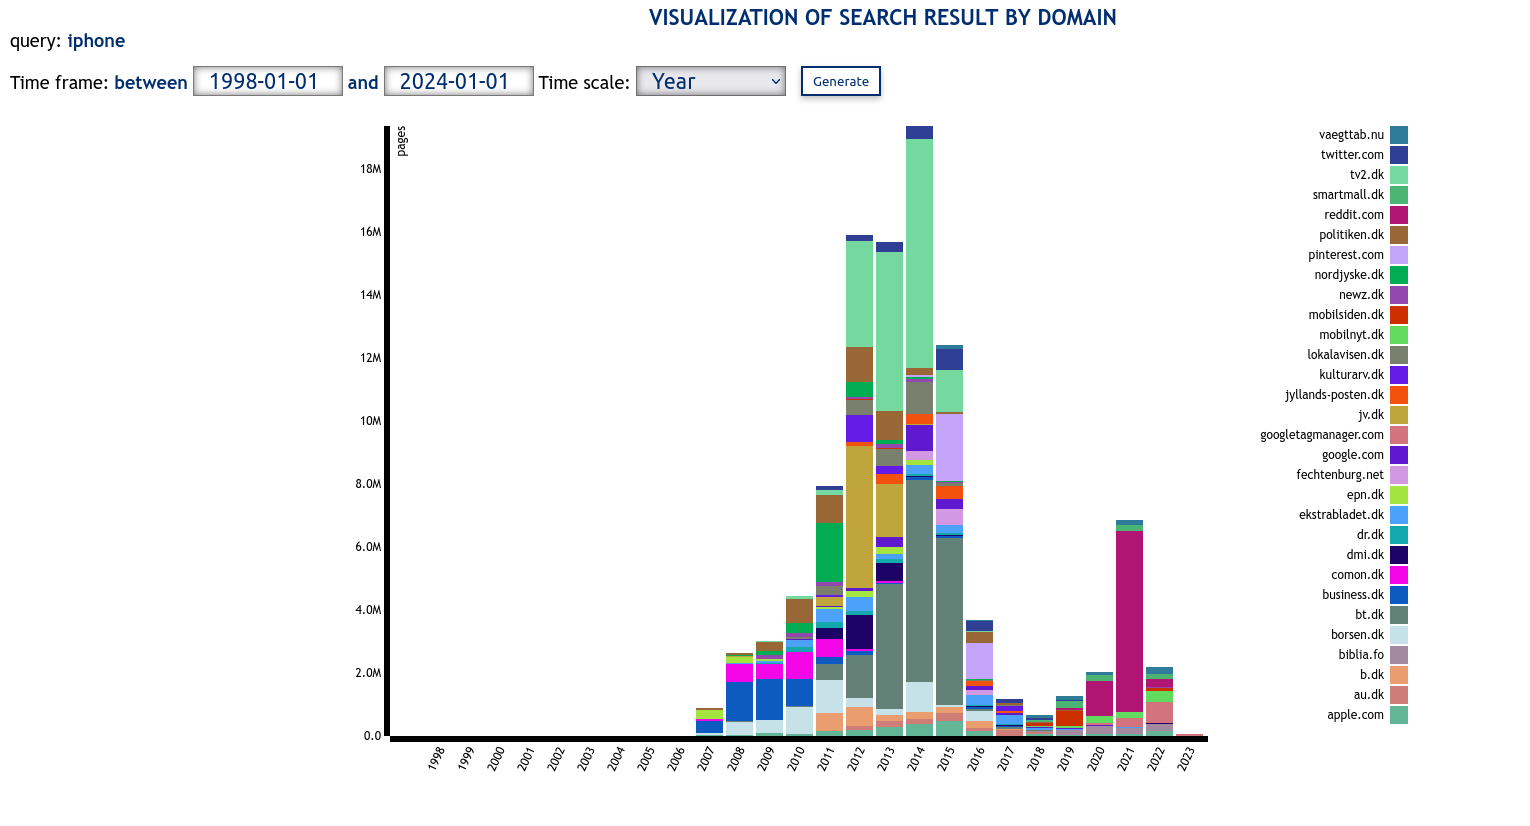 VISUALIZATION OF SEARCH RESULT BY DOMAIN
query: iphone
Time frame: between 1998-01-01 and 2024-01-01 Time scale: Year Generate
pages
18M
16M
14M
12M
10M
8.0M
6.0M
4.0M
2.0M
0.0
1998 1999 2000 2001 2002 2003 2004 2005 2006 2007 2008 2009 2010 2011 2012 2013 2014 2015 2016 2017 2018 2019 2020 2021 2022 2023
vaegttab.nu
twitter.com
tv2.dk
smartmall.dk
reddit.com
politiken.dk
pinterest.com
nordjyske.dk
newz.dk
mobilsiden.dk
mobilnyt.dk
lokalavisen.dk
kulturarv.dk
jyllands-posten.dk
jv.dk
googletagmanager.com
google.com
fechtenburg.net
epn.dk
ekstrabladet.dk
dr.dk
dmi.dk
comon.dk
business.dk
bt.dk
borsen.dk
biblia.fo
b.dk
au.dk
apple.com